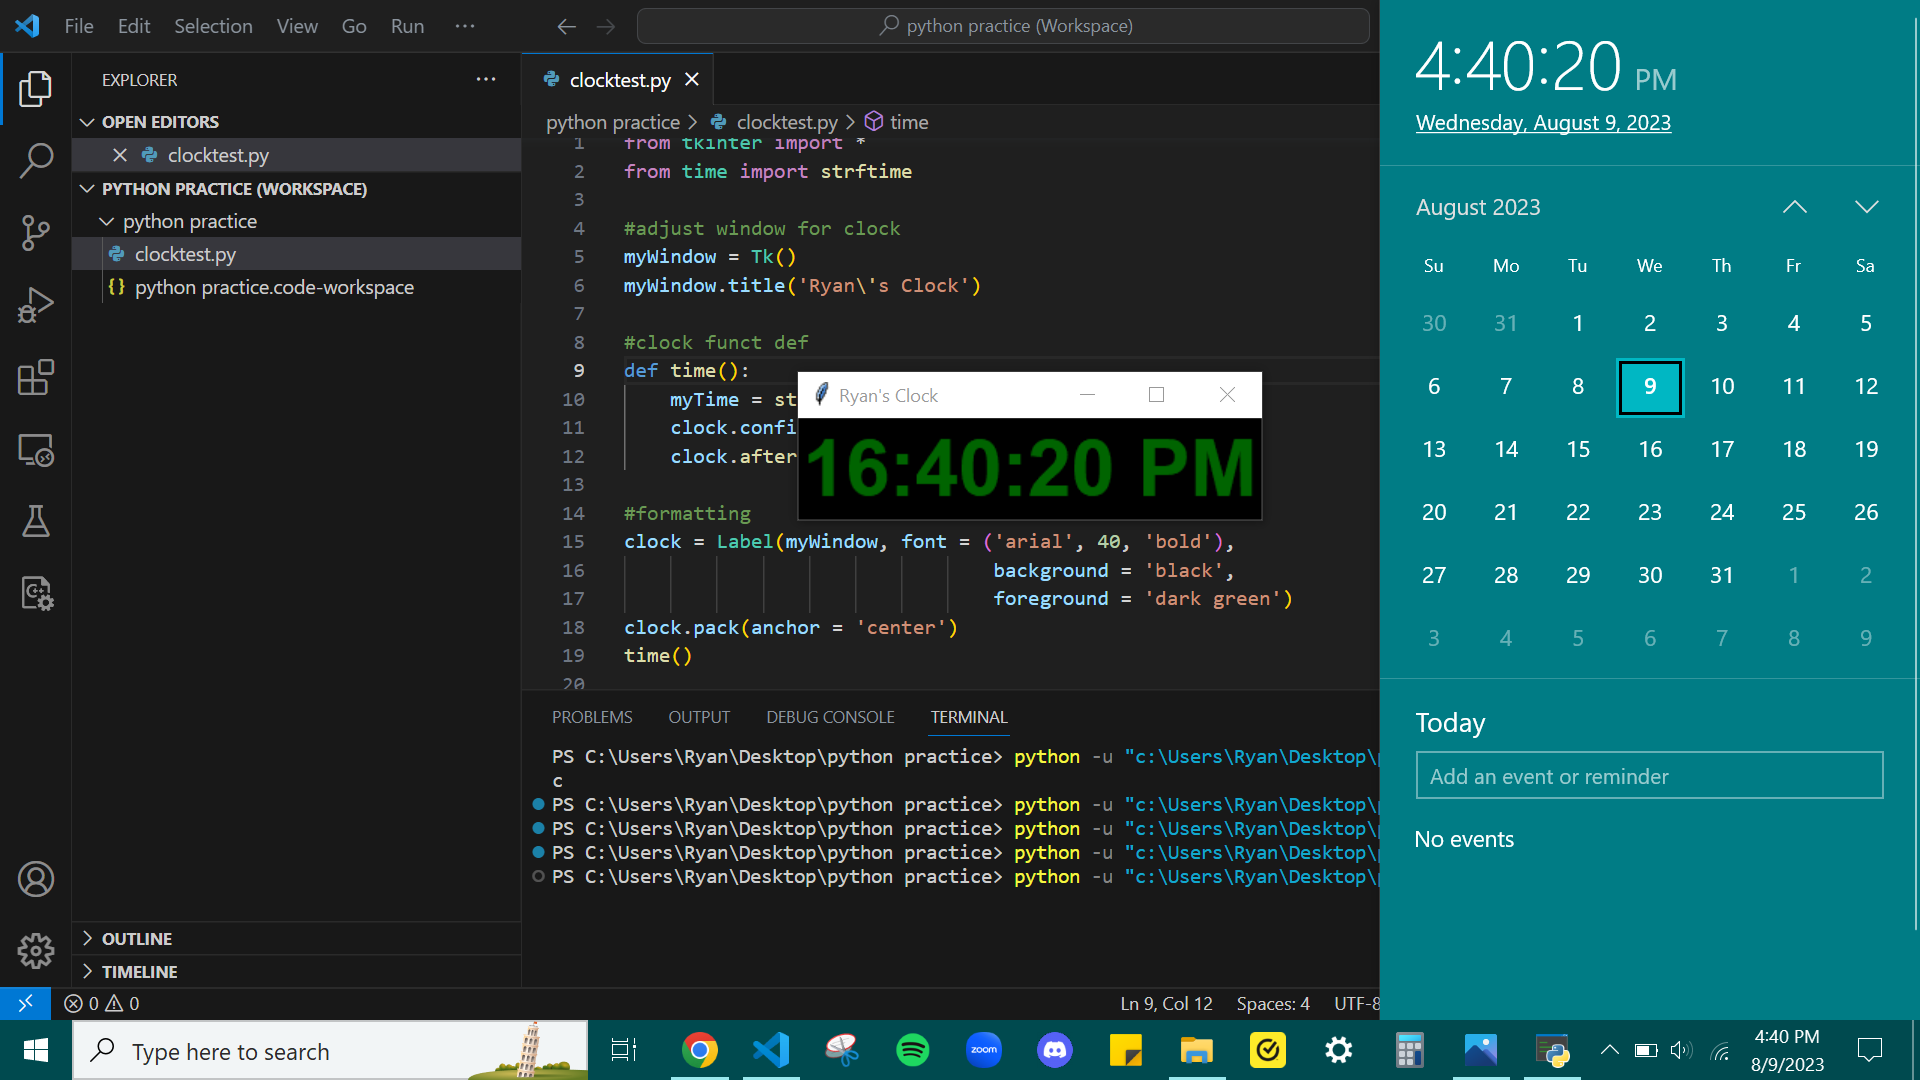 File Edit Selection View Go Run ···
python practice (Workspace)
EXPLORER ···
OPEN EDITORS
clocktest.py
PYTHON PRACTICE (WORKSPACE)
python practice
clocktest.py
{} python practice.code-workspace
OUTLINE
TIMELINE
clocktest.py
python practice > clocktest.py > time
1 from tkinter import *
2 from time import strftime
3
4 #adjust window for clock
5 myWindow = Tk()
6 myWindow.title('Ryan\'s Clock')
7
8 #clock funct def
9 def time():
10 myTime = st
11 clock.confi
12 clock.after
13
14 #formatting
15 clock = Label(myWindow, font = ('arial', 40, 'bold'),
16 background = 'black',
17 foreground = 'dark green')
18 clock.pack(anchor = 'center')
19 time()
20
Ryan's Clock
16:40:20 PM
PROBLEMS OUTPUT DEBUG CONSOLE TERMINAL
PS C:\Users\Ryan\Desktop\python practice> python -u "c:\Users\Ryan\Desktop\
c
PS C:\Users\Ryan\Desktop\python practice> python -u "c:\Users\Ryan\Desktop\
PS C:\Users\Ryan\Desktop\python practice> python -u "c:\Users\Ryan\Desktop\
PS C:\Users\Ryan\Desktop\python practice> python -u "c:\Users\Ryan\Desktop\
PS C:\Users\Ryan\Desktop\python practice> python -u "c:\Users\Ryan\Desktop\
0 0
Ln 9, Col 12 Spaces: 4 UTF-8
4:40:20 PM
Wednesday, August 9, 2023
August 2023
Su Mo Tu We Th Fr Sa
30 31 1 2 3 4 5
6 7 8 9 10 11 12
13 14 15 16 17 18 19
20 21 22 23 24 25 26
27 28 29 30 31 1 2
3 4 5 6 7 8 9
Today
Add an event or reminder
No events
Type here to search
zoom
4:40 PM
8/9/2023